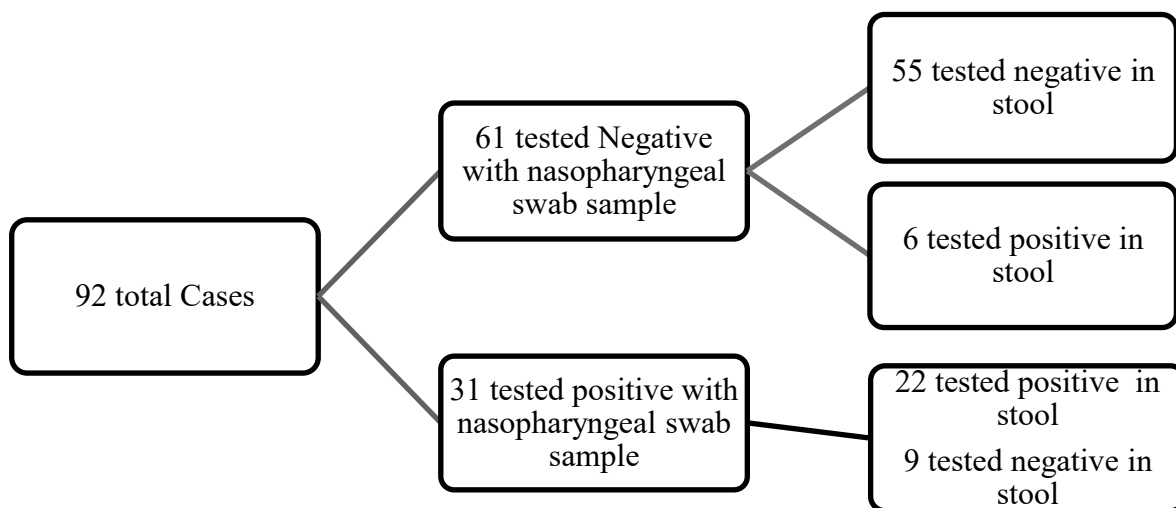 92 total Cases
61 tested Negative
with nasopharyngeal
swab sample
31 tested positive with
nasopharyngeal swab
sample
55 tested negative in
stool
6 tested positive in
stool
22 tested positive  in
stool
9 tested negative in
stool